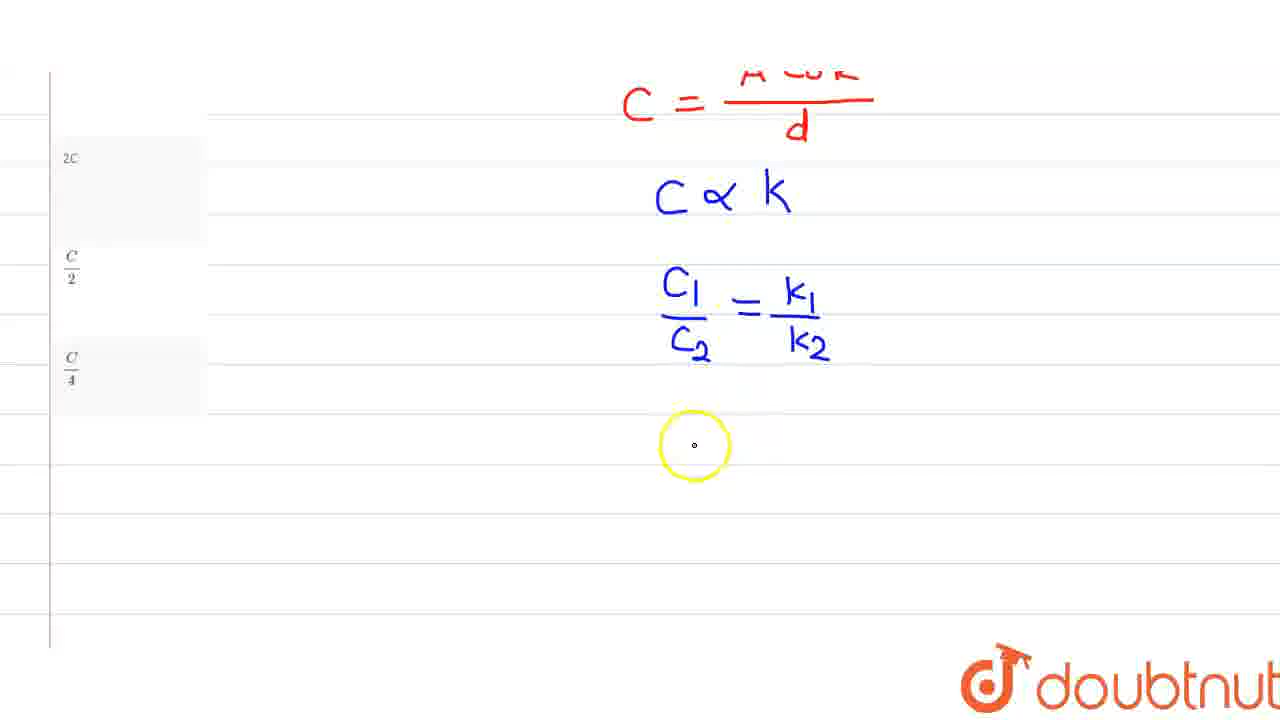 C = ─── / d
2C
C ∝ k
C/2
C1/C2 = k1/k2
C/4
doubtnut